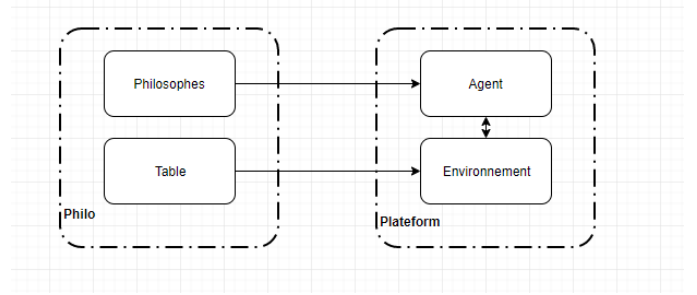 Philosophes
Agent
Table
Environnement
Philo
Plateform